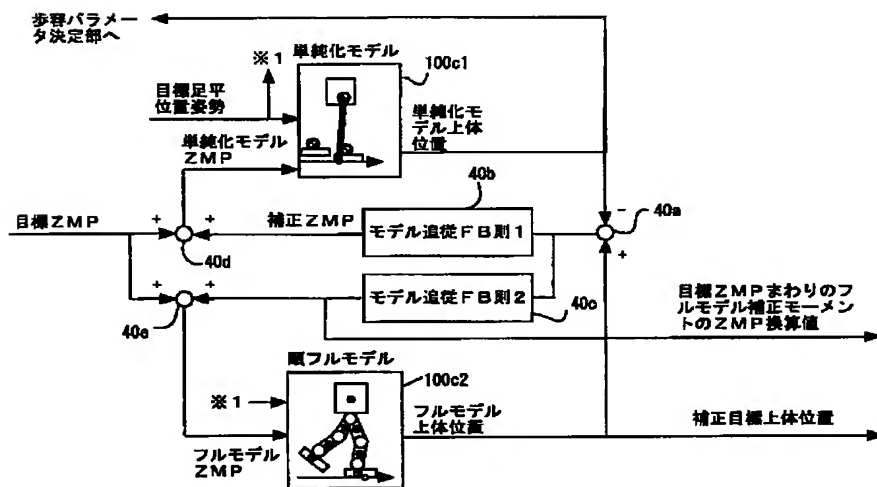 歩容パラメー
タ決定部へ
※1
単純化モデル
100c1
目標足平
位置姿勢
単純化モデル
ZMP
単純化モ
デル上体
位置
40b
目標ZMP
+
+
補正ZMP
モデル追従FB則1
-
40a
+
40d
+
+
モデル追従FB則2
40c
40e
目標ZMPまわりのフ
ルモデル補正モーメン
トのZMP換算値
順フルモデル
100c2
※1
フルモデル
上体位置
補正目標上体位置
フルモデル
ZMP